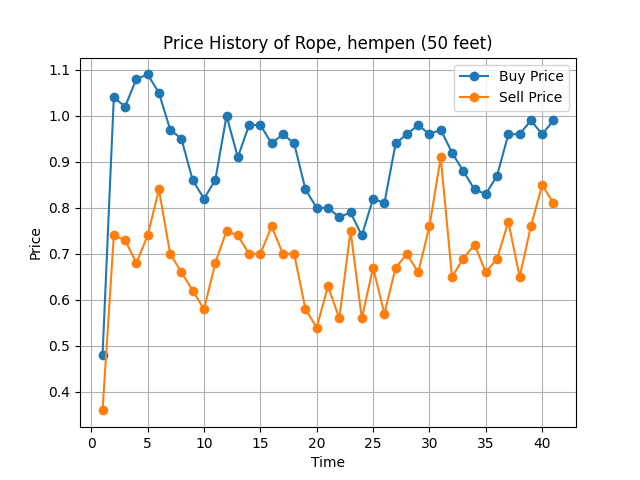 Price History of Rope, hempen (50 feet)
Buy Price
Sell Price
1.1
1.0
0.9
0.8
0.7
0.6
0.5
0.4
Price
0 5 10 15 20 25 30 35 40
Time